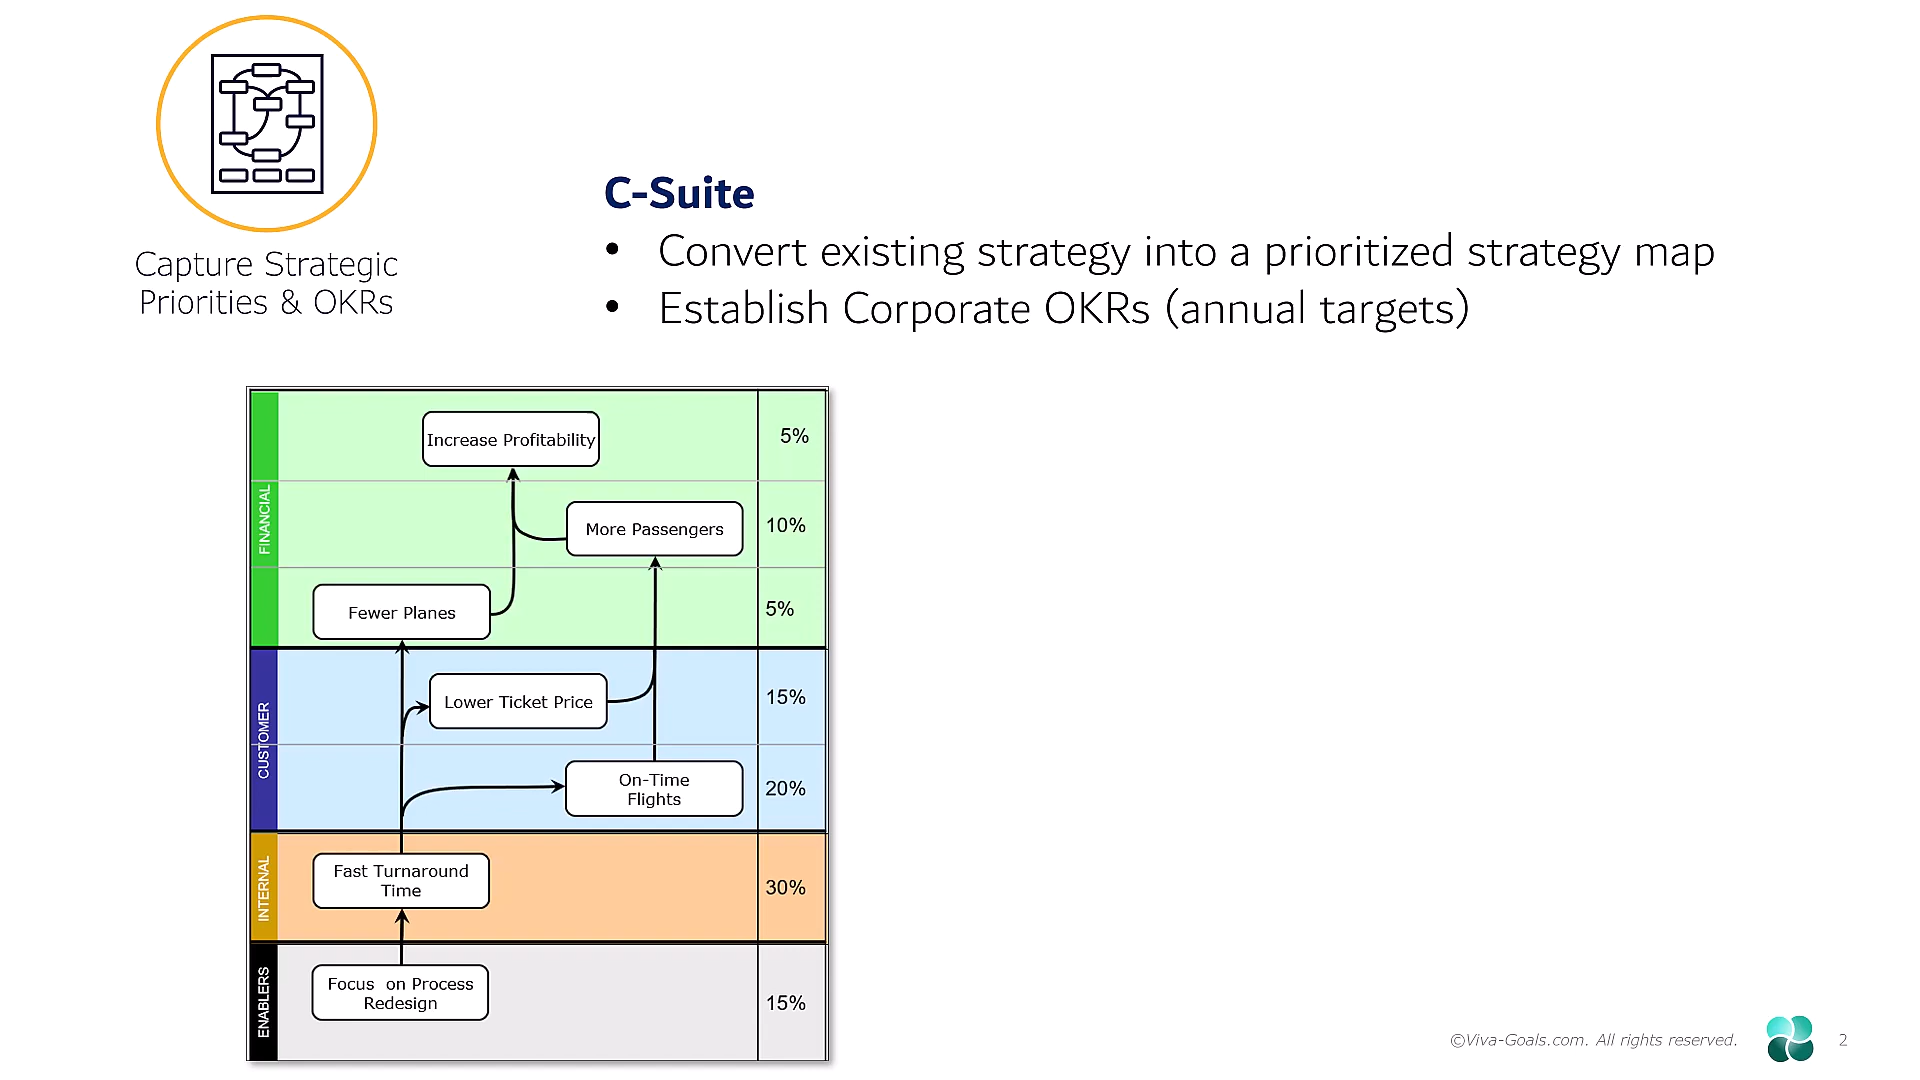 Capture Strategic
Priorities & OKRs
C-Suite
• Convert existing strategy into a prioritized strategy map
• Establish Corporate OKRs (annual targets)
FINANCIAL
Increase Profitability
5%
More Passengers
10%
Fewer Planes
5%
CUSTOMER
Lower Ticket Price
15%
On-Time
Flights
20%
INTERNAL
Fast Turnaround
Time
30%
ENABLERS
Focus on Process
Redesign
15%
©Viva-Goals.com. All rights reserved.
2